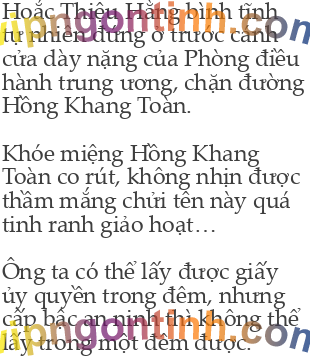 Hoắc Thiệu Hằng bình tĩnh
tự nhiên đứng ở trước cánh
cửa dày nặng của Phòng điều
hành trung ương, chặn đường
Hồng Khang Toàn.
Khóe miệng Hồng Khang
Toàn co rút, không nhịn được
thầm mắng chửi tên này quá
tinh ranh giảo hoạt…
Ông ta có thể lấy được giấy
ủy quyền trong đêm, nhưng
cấp bậc an ninh thì không thể
lấy trong một đêm được.
vipngontinh.com
vipngontinh.com